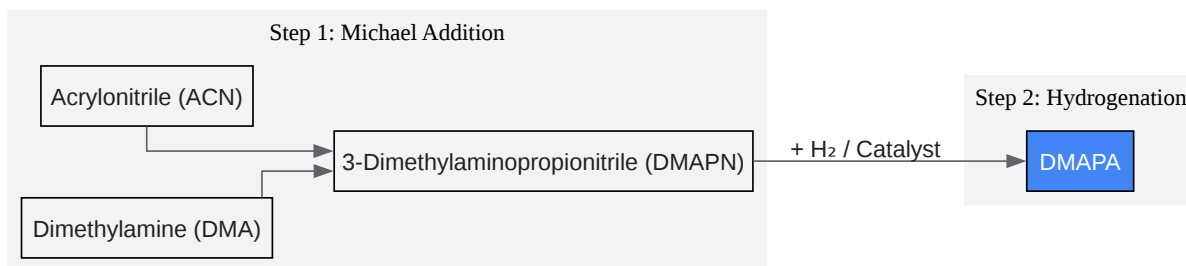 Step 1: Michael Addition
Acrylonitrile (ACN)
Dimethylamine (DMA)
3-Dimethylaminopropionitrile (DMAPN)
+ H₂ / Catalyst
Step 2: Hydrogenation
DMAPA